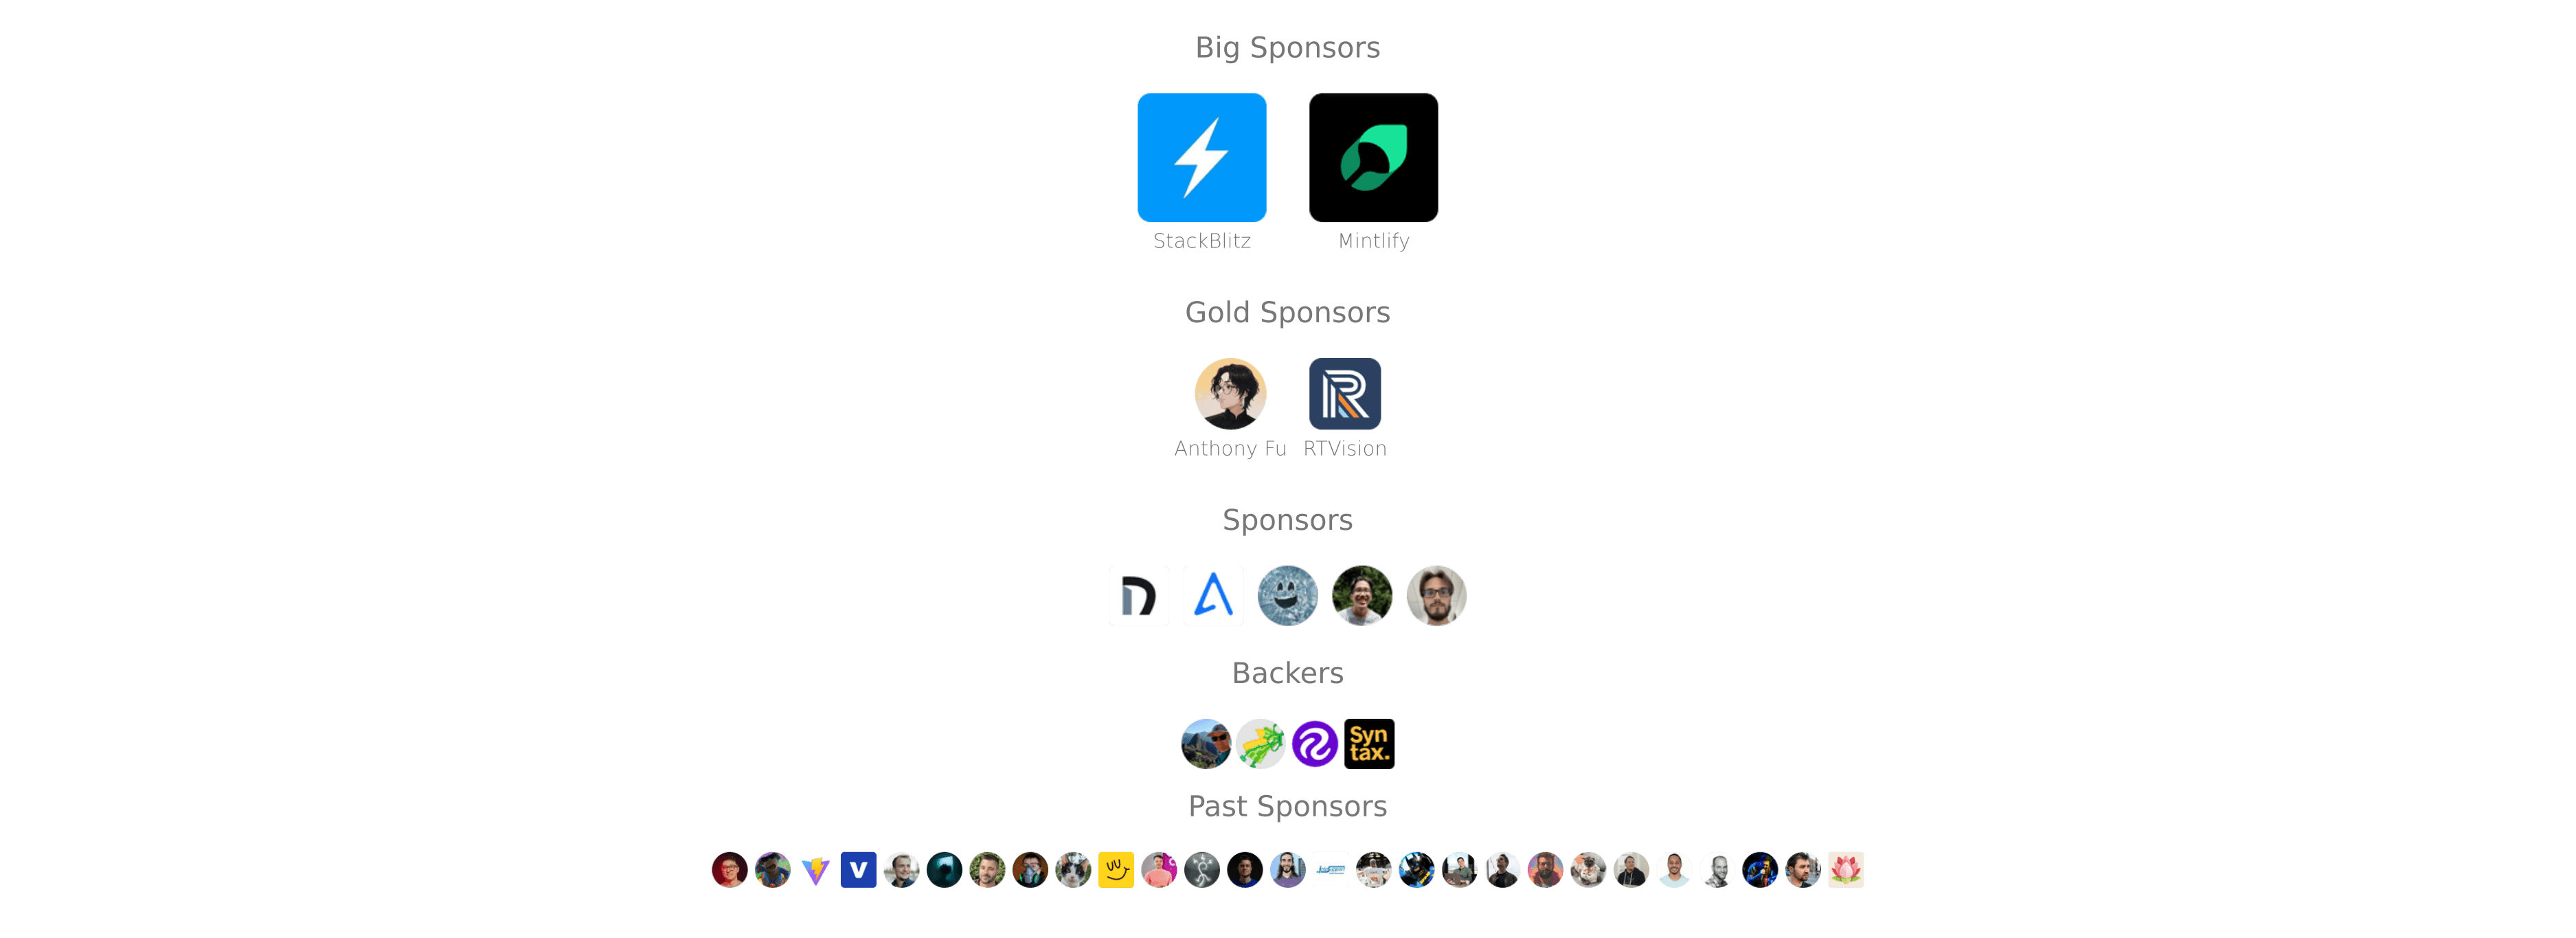 Big Sponsors
StackBlitz
Mintlify
Gold Sponsors
Anthony Fu
RTVision
Sponsors
Backers
Syn
tax.
Past Sponsors
V